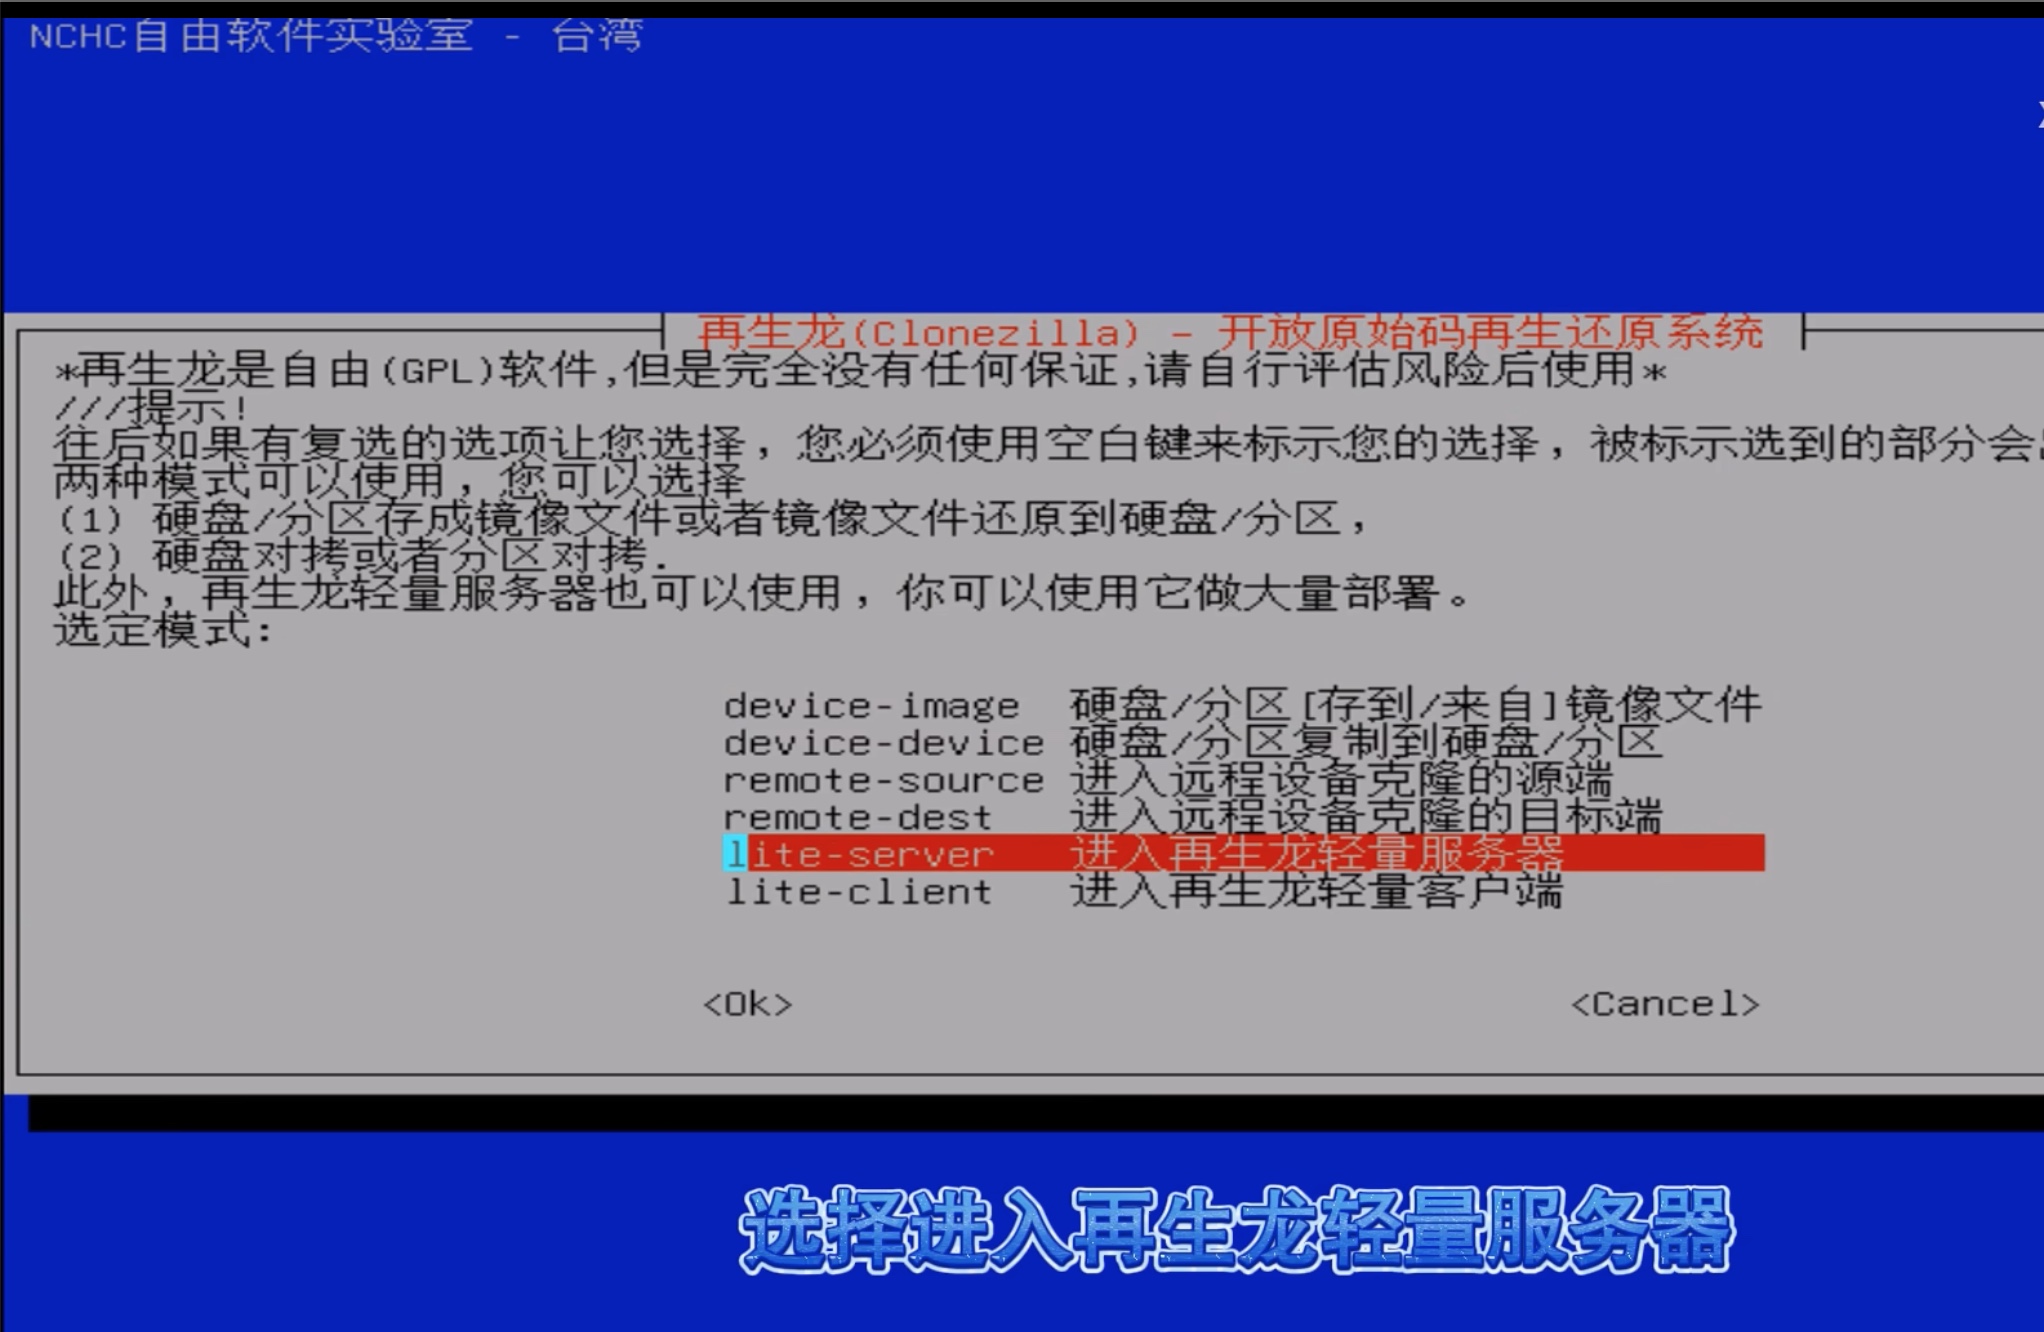 NCHC自由软件实验室 - 台湾
再生龙(Clonezilla) - 开放原始码再生还原系统
*再生龙是自由(GPL)软件,但是完全没有任何保证,请自行评估风险后使用*
///提示!
往后如果有复选的选项让您选择，您必须使用空白键来标示您的选择，被标示选到的部分会
两种模式可以使用，您可以选择
(1) 硬盘/分区存成镜像文件或者镜像文件还原到硬盘/分区，
(2) 硬盘对拷或者分区对拷.
此外，再生龙轻量服务器也可以使用，你可以使用它做大量部署。
选定模式:
device-image 硬盘/分区[存到/来自]镜像文件
device-device 硬盘/分区复制到硬盘/分区
remote-source 进入远程设备克隆的源端
remote-dest 进入远程设备克隆的目标端
lite-server 进入再生龙轻量服务器
lite-client 进入再生龙轻量客户端
<Ok> <Cancel>
选择进入再生龙轻量服务器